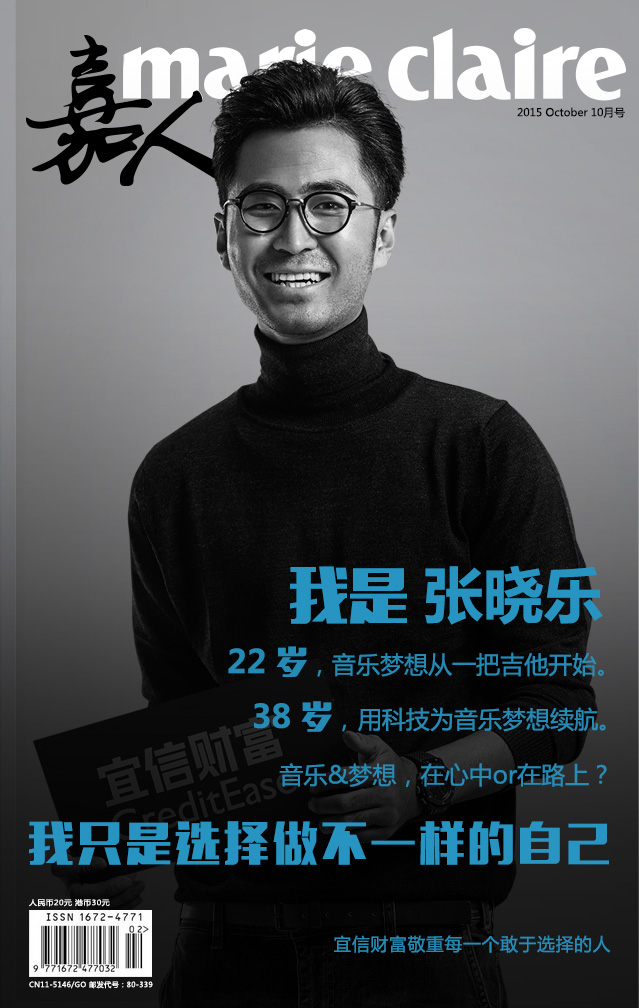 marie claire
嘉人
2015 October 10月号
我是 张晓乐
22 岁，音乐梦想从一把吉他开始。
38 岁，用科技为音乐梦想续航。
宜信财富
CreditEase
音乐&梦想，在心中or在路上？
我只是选择做不一样的自己
人民币20元 港币30元
ISSN 1672-4771
02>
9 771672 477032
CN11-5146/GO 邮发代号：80-339
宜信财富敬重每一个敢于选择的人